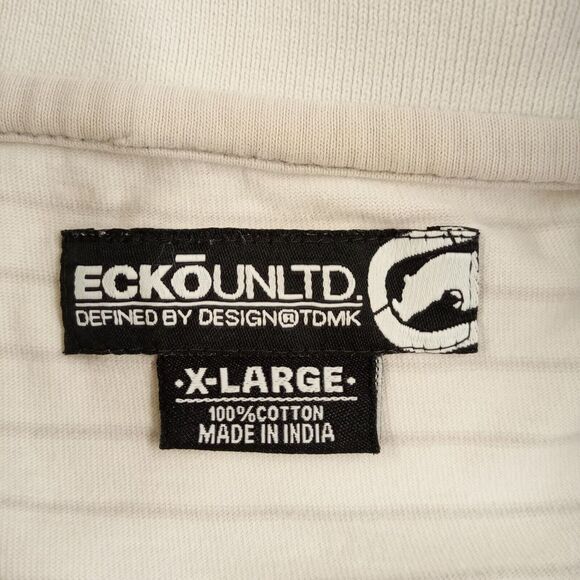 ECKŌUNLTD.
DEFINED BY DESIGN®TDMK
·X-LARGE·
100%COTTON
MADE IN INDIA